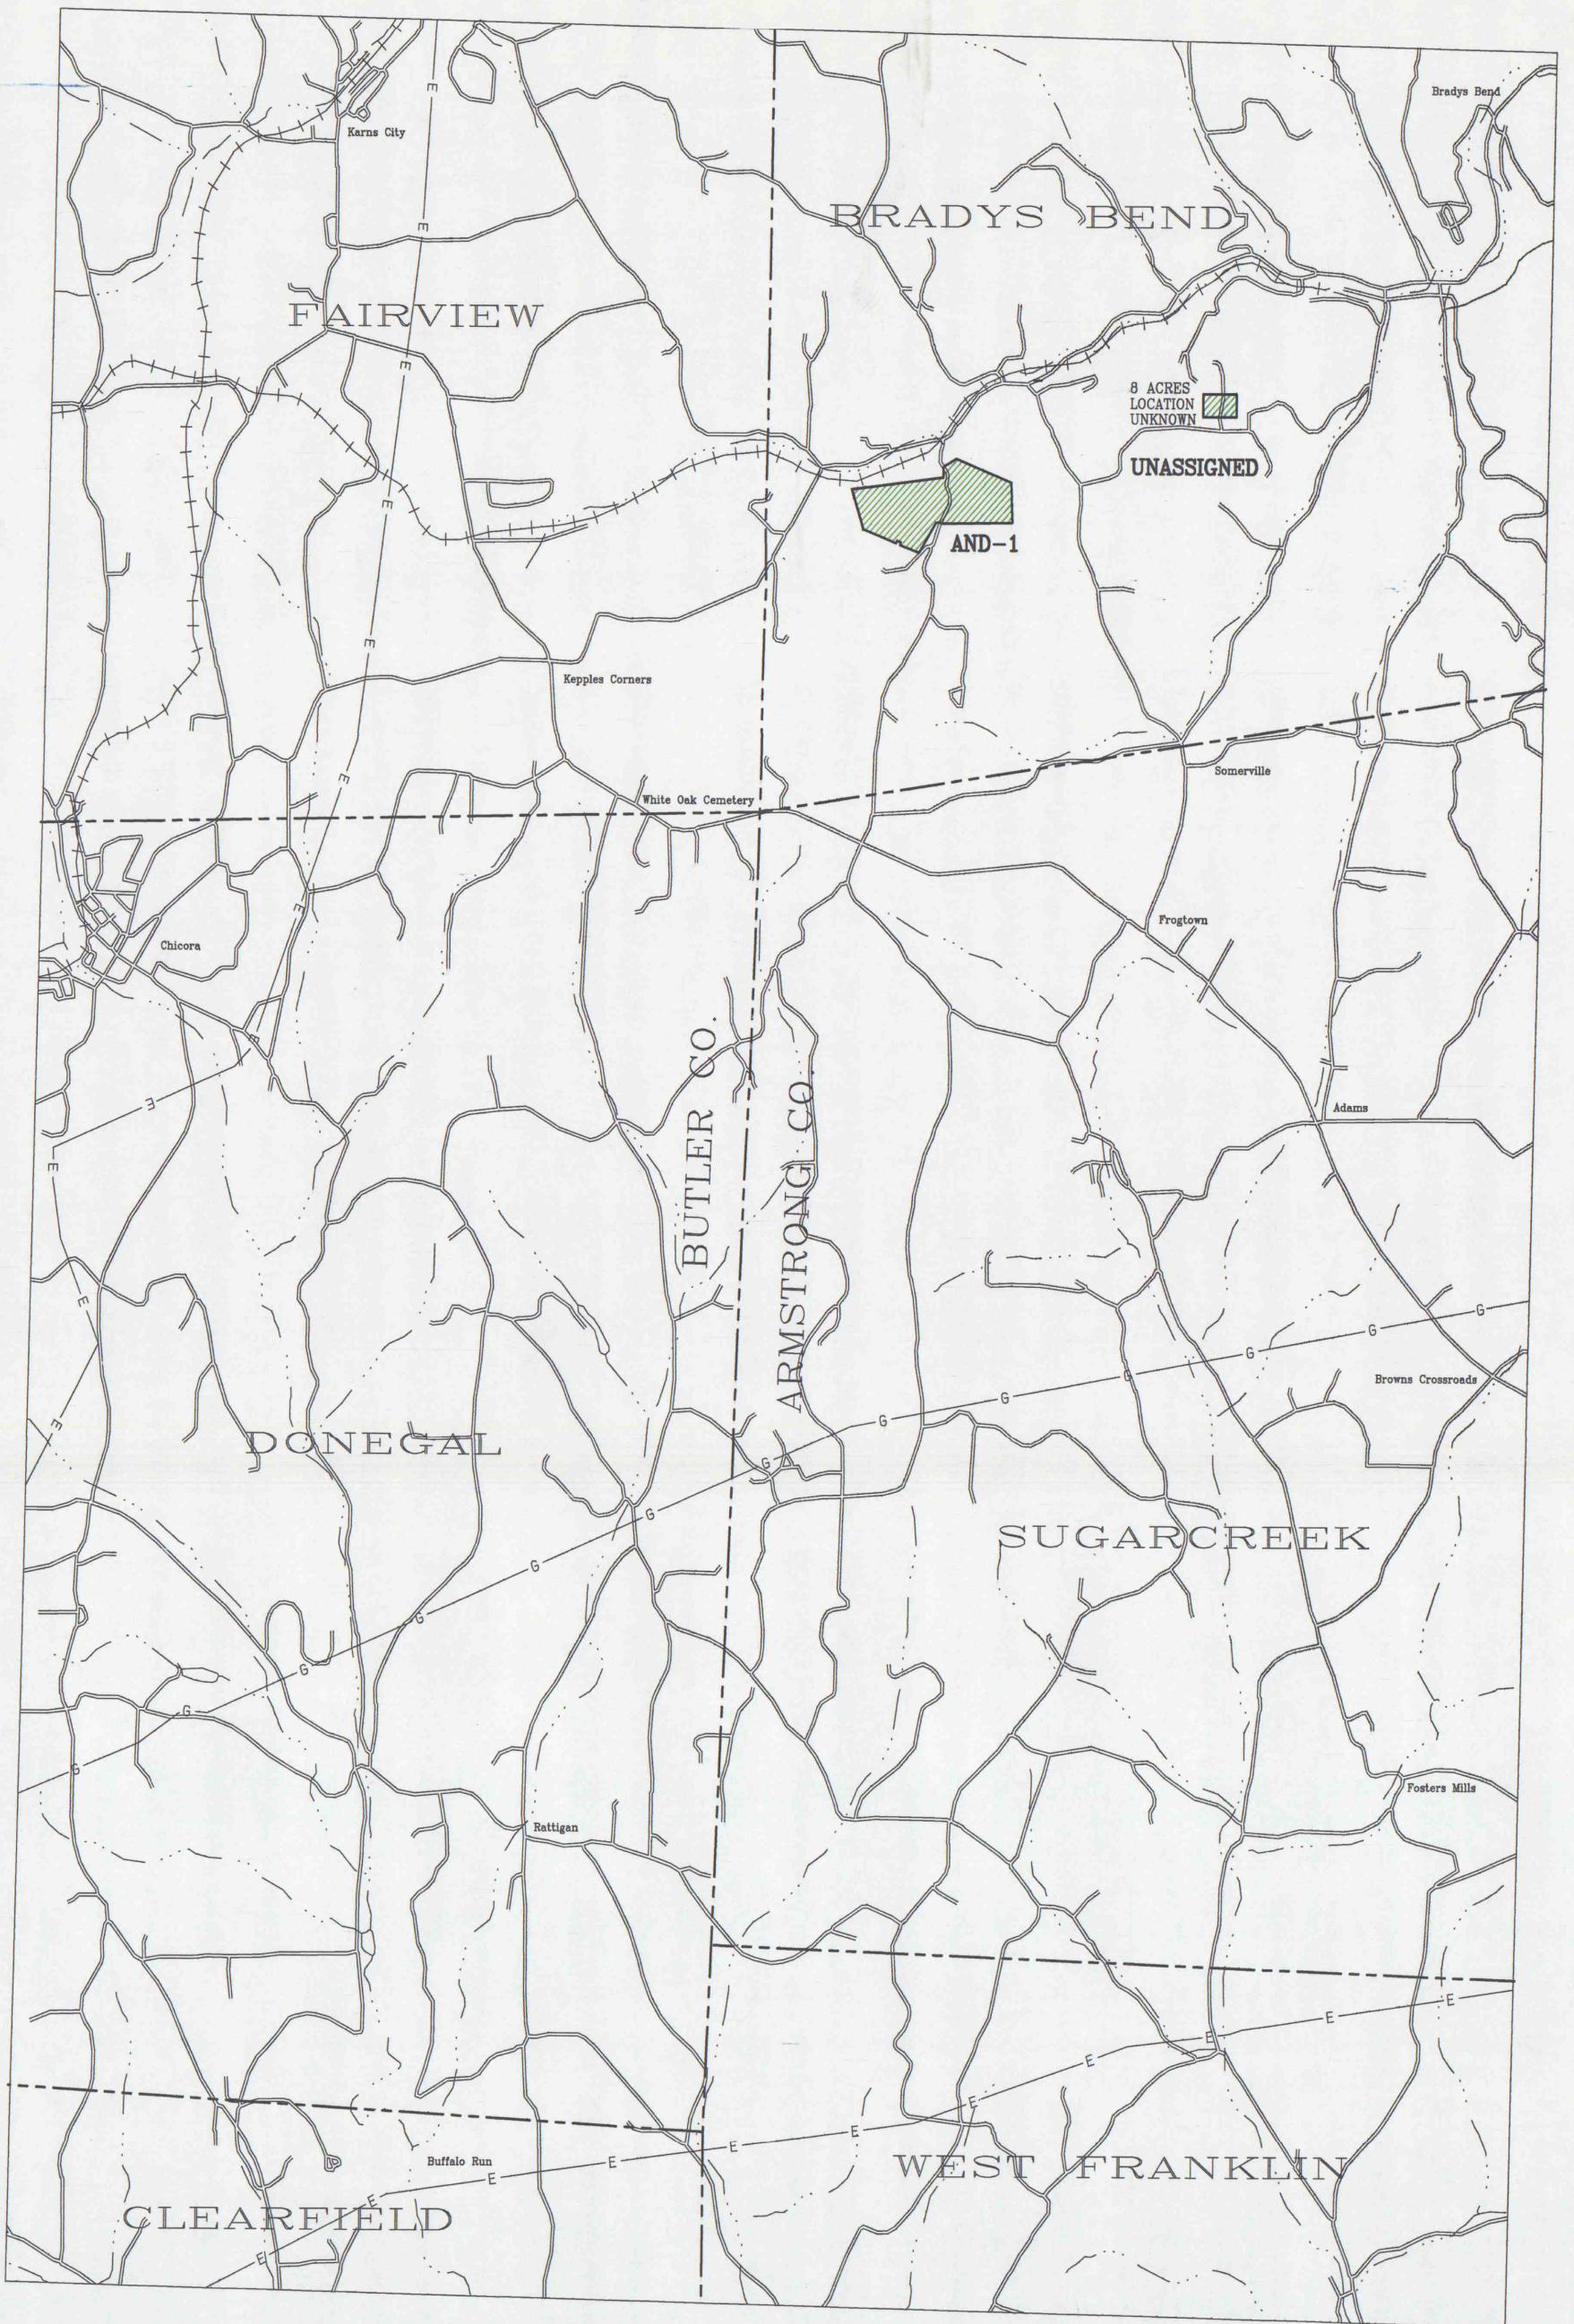 Bradys Bend
Karns City
BRADYS BEND
FAIRVIEW
8 ACRES
LOCATION
UNKNOWN
UNASSIGNED
AND-1
Kepples Corners
Somerville
White Oak Cemetery
Frogtown
Chicora
BUTLER CO.
ARMSTRONG CO.
Adams
Browns Crossroads
DONEGAL
SUGARCREEK
Fosters Mills
Rattigan
Buffalo Run
WEST FRANKLIN
CLEARFIELD
E
E
E
E
E
E
E
E
E
E
E
E
E
G
G
G
G
G
G
G
G
G
G
G
G
E
E
E
E
E
E
E
E
E
E
E